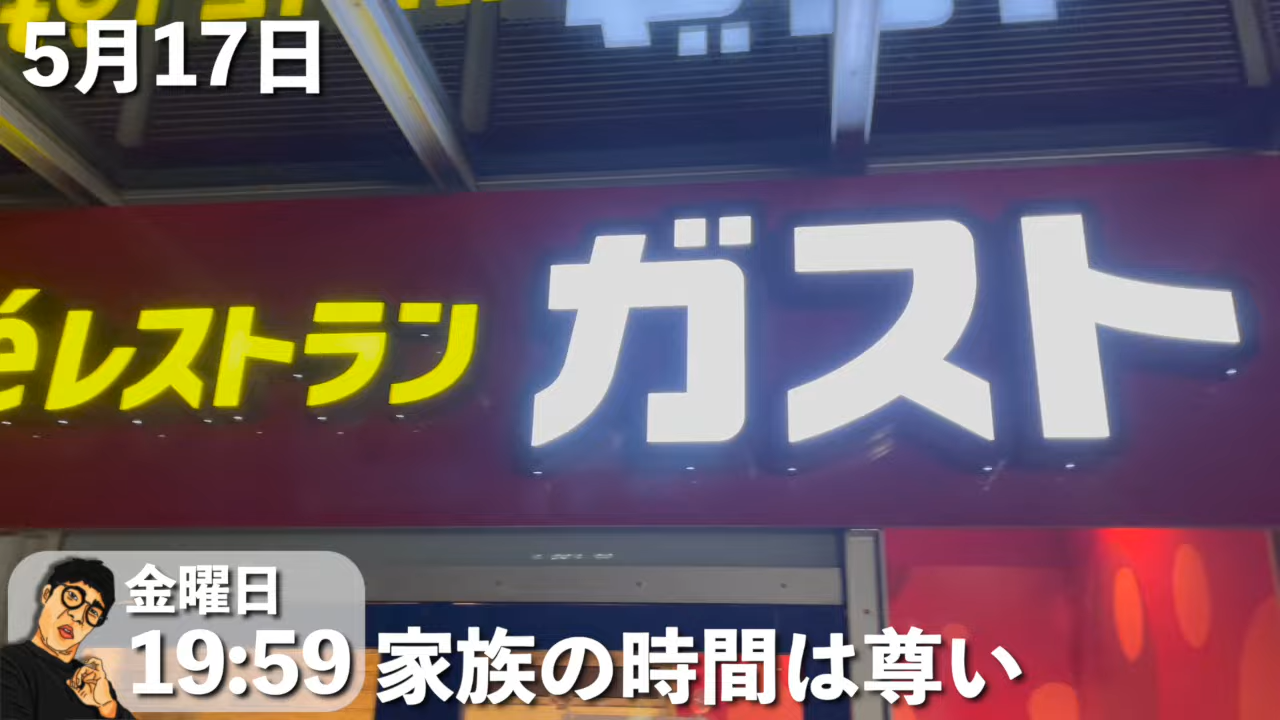 5月17日
éレストラン ガスト
金曜日
19:59 家族の時間は尊い